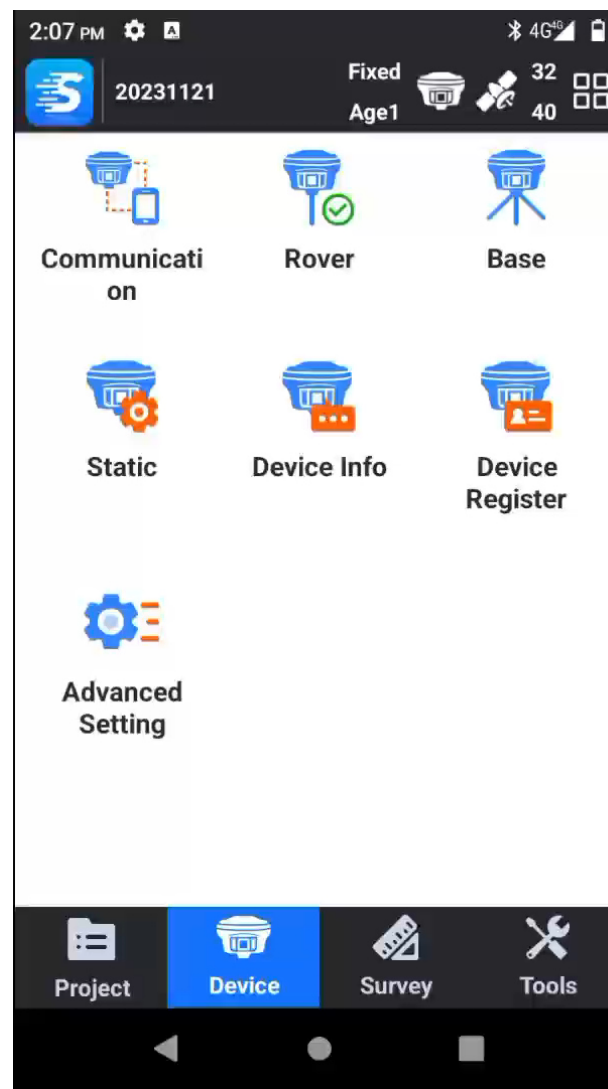 2:07 PM A 4G 4G
S 20231121 Fixed 32
Age1 40
Communicati
on
Rover
Base
Static
Device Info
Device
Register
Advanced
Setting
Project Device Survey Tools